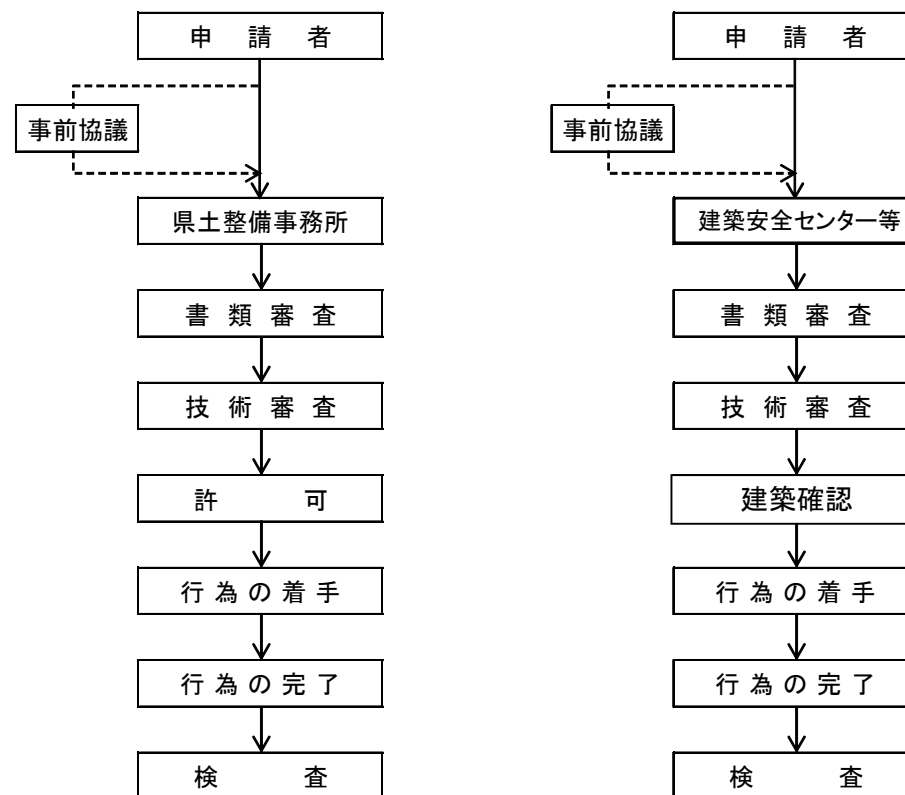 申請者
事前協議
県土整備事務所
書類審査
技術審査
許可
行為の着手
行為の完了
検査
申請者
事前協議
建築安全センター等
書類審査
技術審査
建築確認
行為の着手
行為の完了
検査